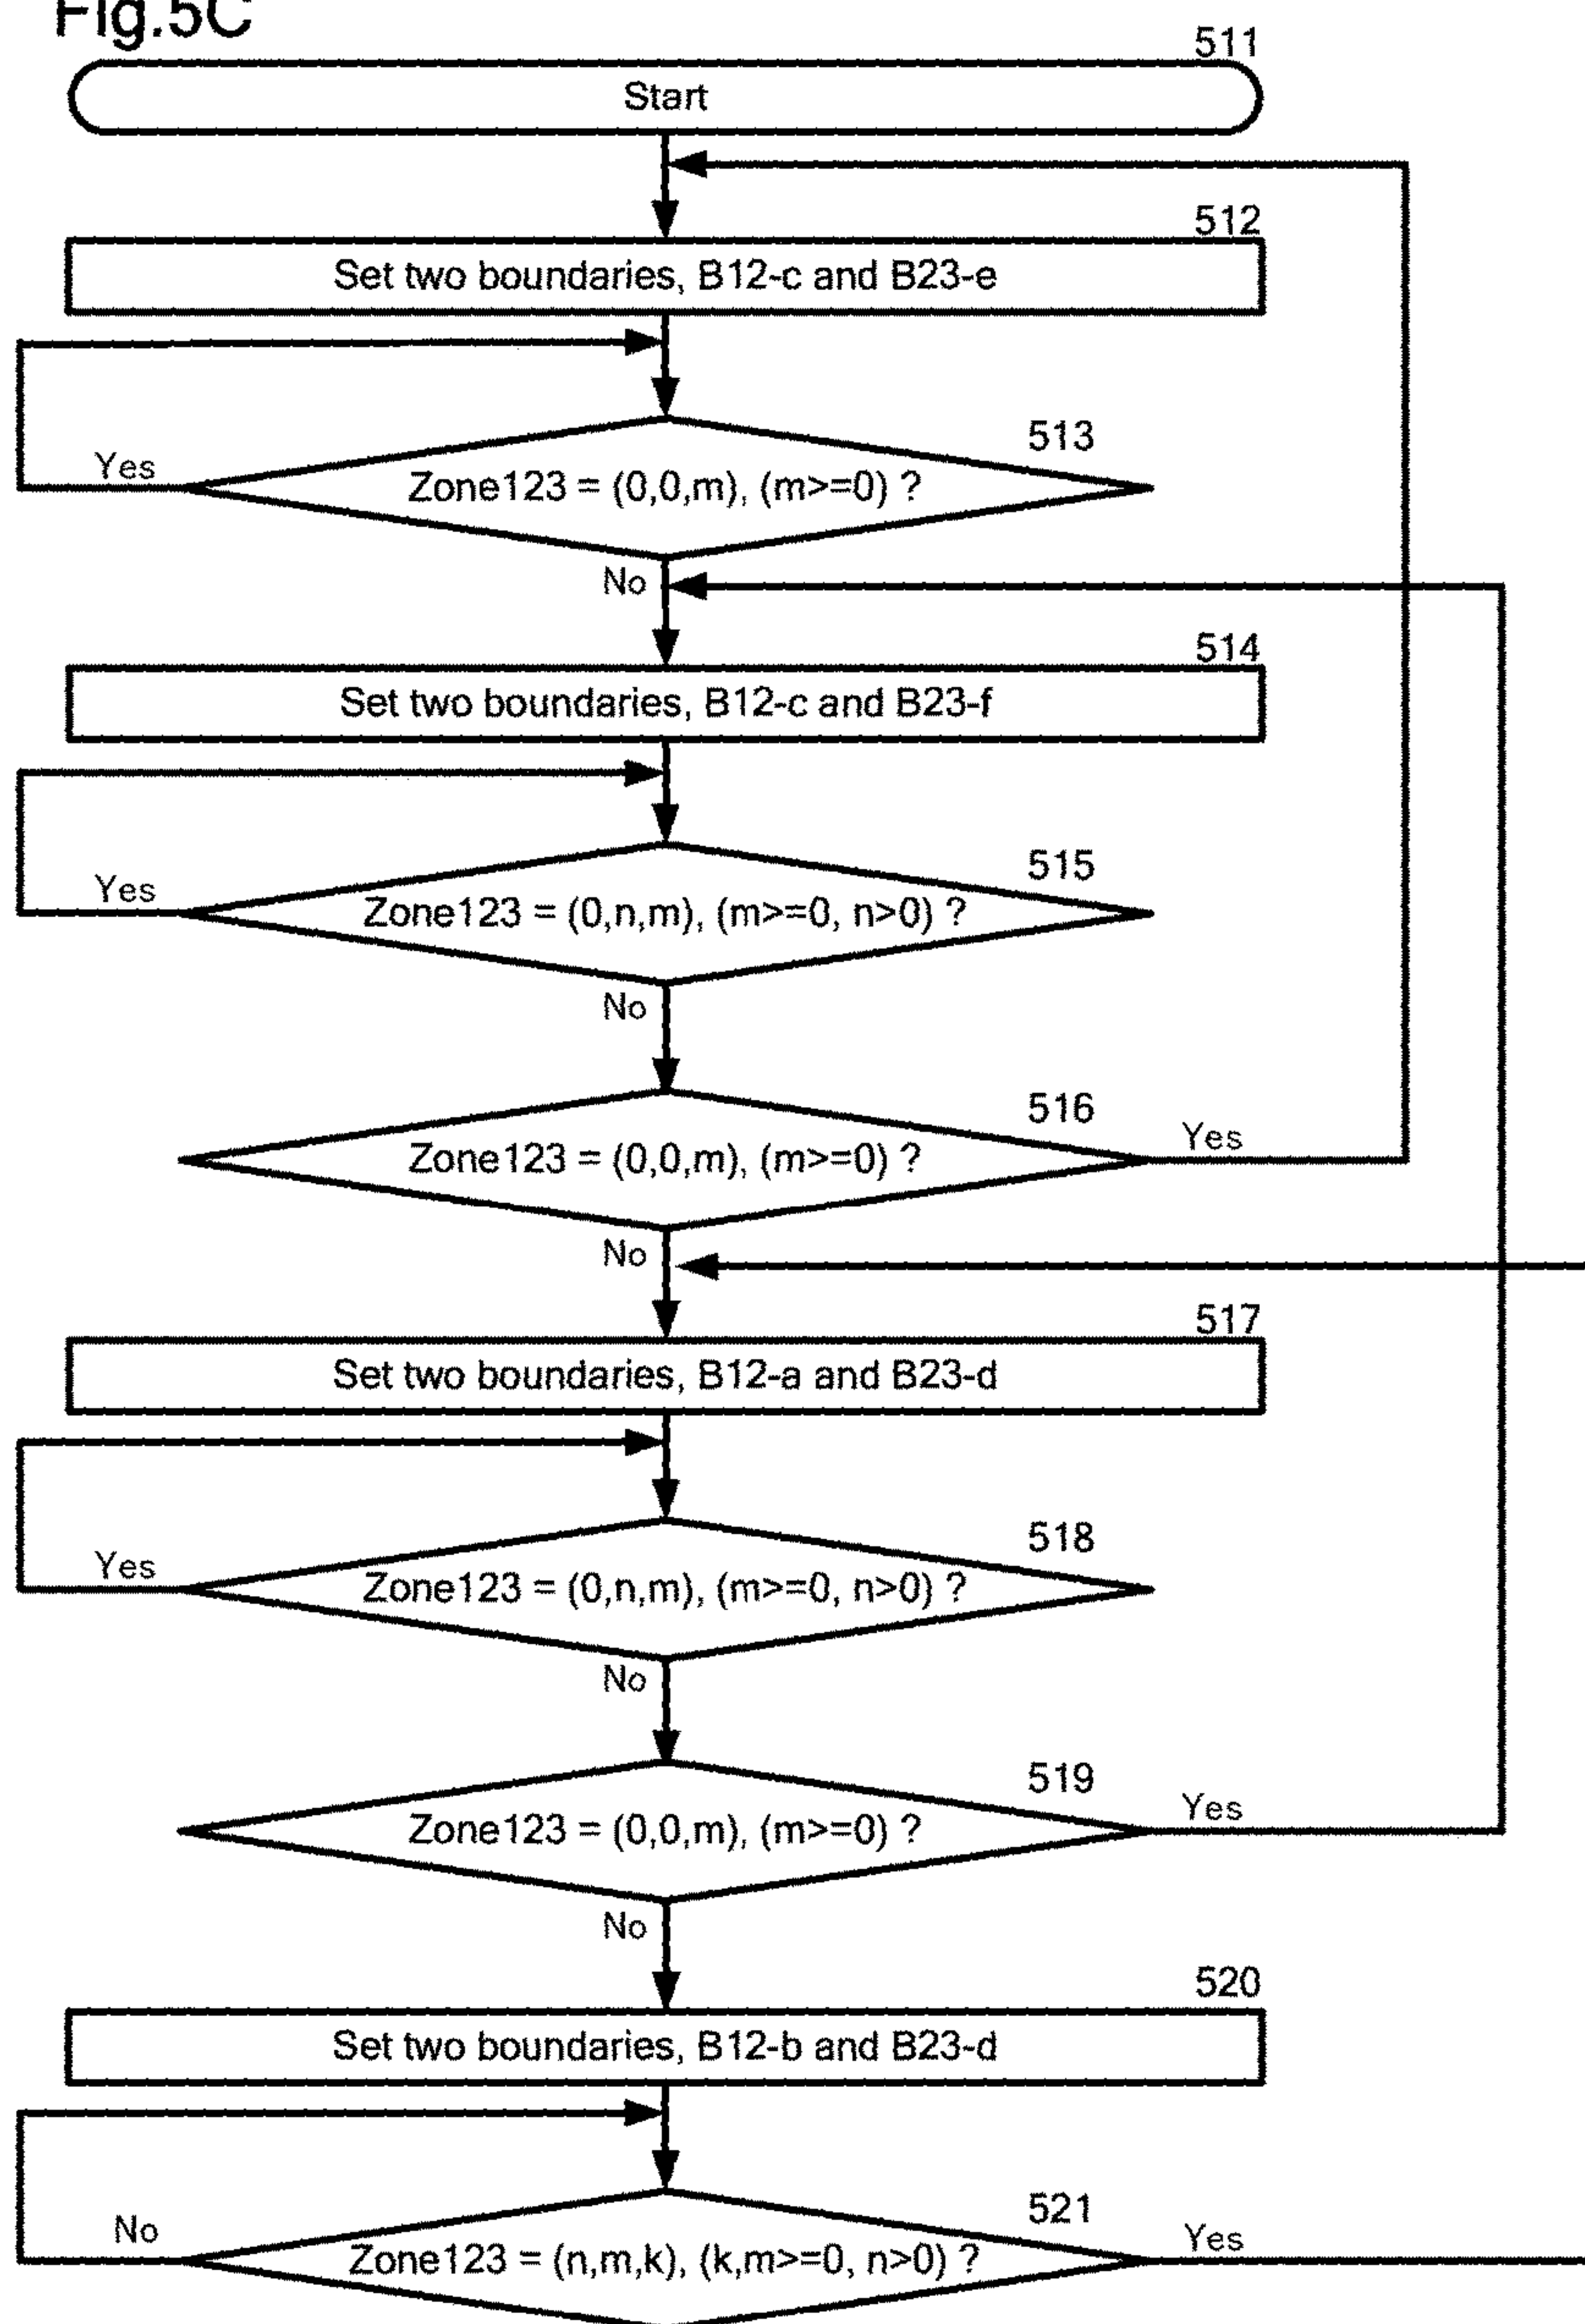 Fig.5C
511
Start
512
Set two boundaries, B12-c and B23-e
513
Yes
Zone123 = (0,0,m), (m>=0) ?
No
514
Set two boundaries, B12-c and B23-f
515
Yes
Zone123 = (0,n,m), (m>=0, n>0) ?
No
516
Yes
Zone123 = (0,0,m), (m>=0) ?
No
517
Set two boundaries, B12-a and B23-d
518
Yes
Zone123 = (0,n,m), (m>=0, n>0) ?
No
519
Yes
Zone123 = (0,0,m), (m>=0) ?
No
520
Set two boundaries, B12-b and B23-d
521
No
Yes
Zone123 = (n,m,k), (k,m>=0, n>0) ?